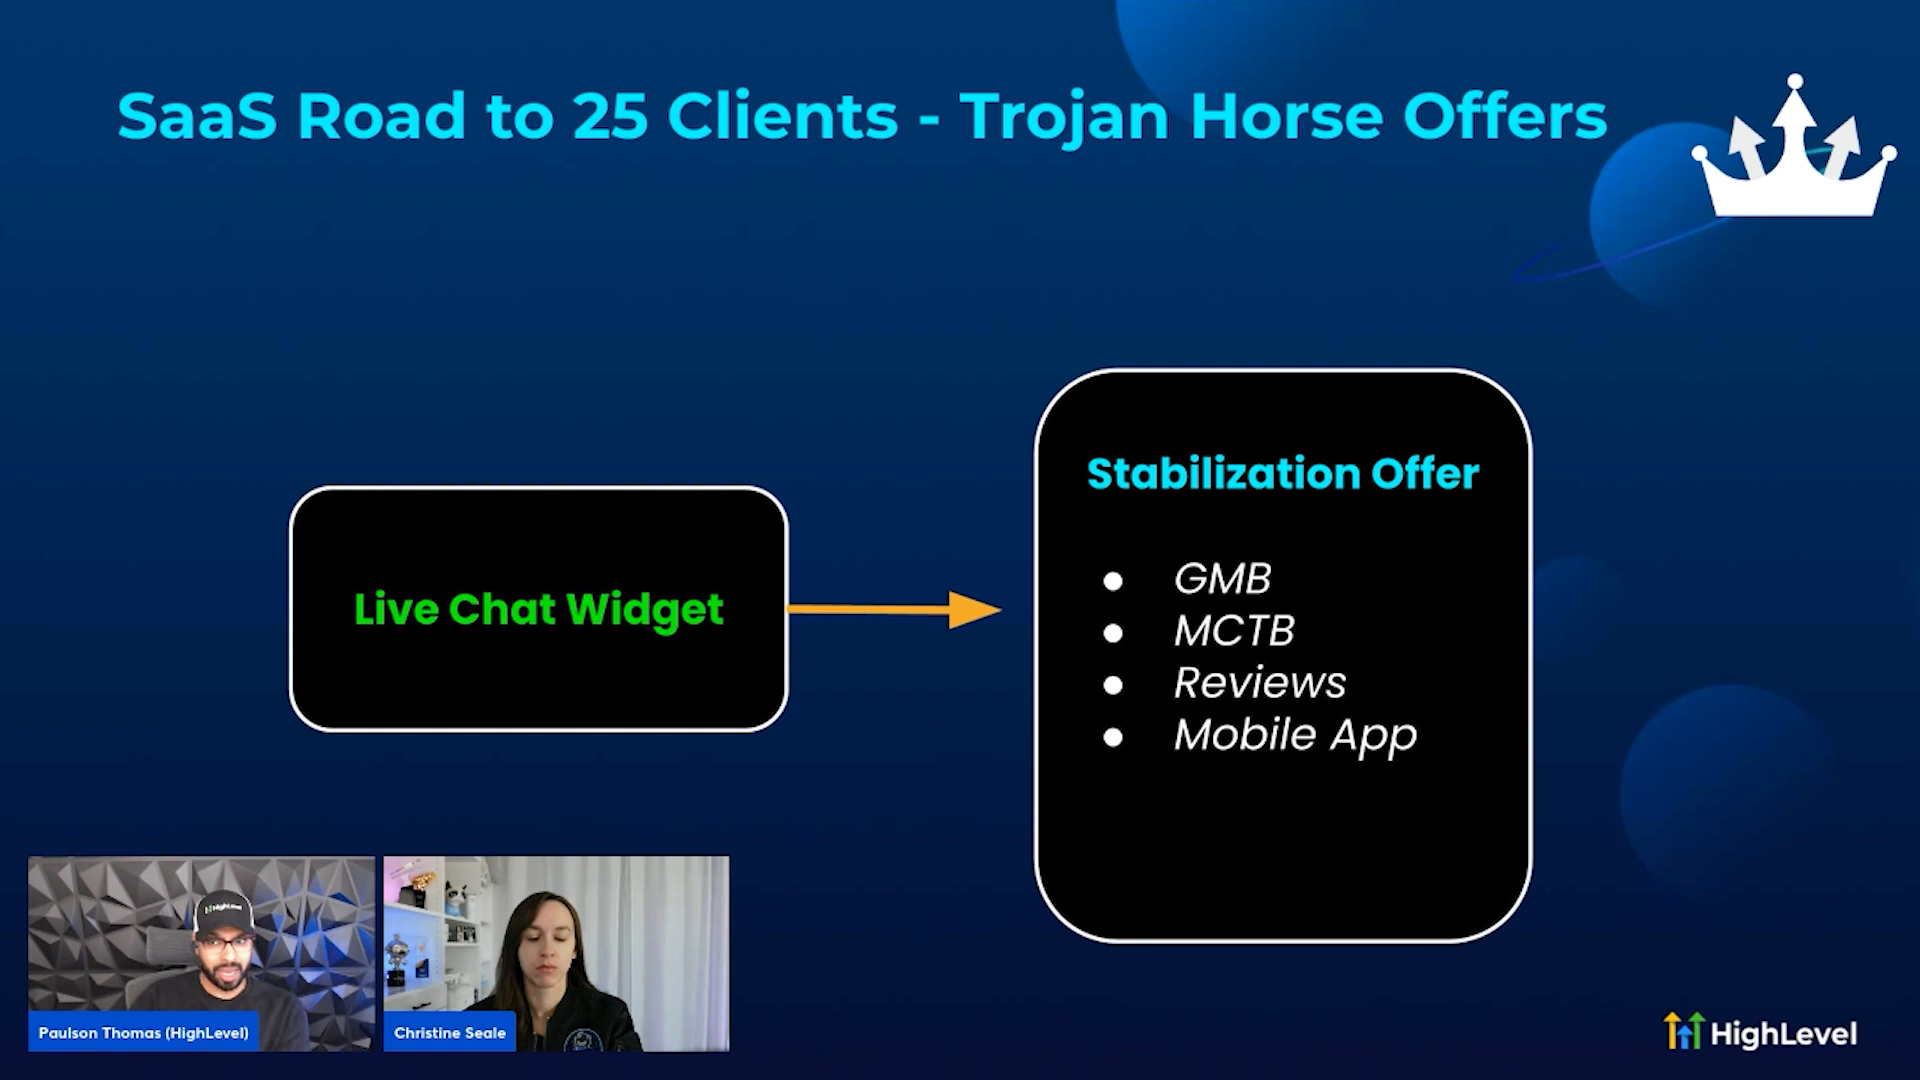 SaaS Road to 25 Clients - Trojan Horse Offers
Live Chat Widget
Stabilization Offer
● GMB
● MCTB
● Reviews
● Mobile App
HighLevel
Paulson Thomas (HighLevel)
Christine Seale
HighLevel